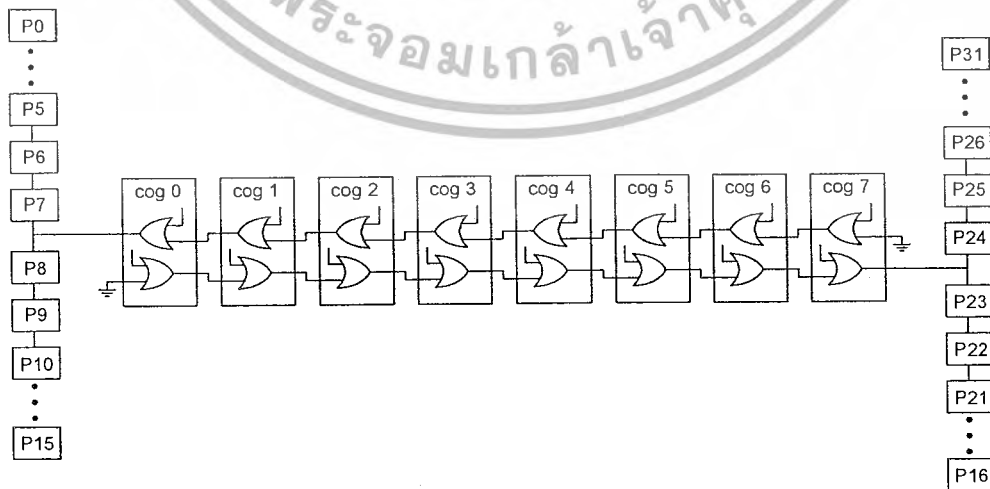 พระจอมเกล้าเจ้าคุ
P0
P5
P6
P7
P8
P9
P10
P15
cog 0
cog 1
cog 2
cog 3
cog 4
cog 5
cog 6
cog 7
P31
P26
P25
P24
P23
P22
P21
P16